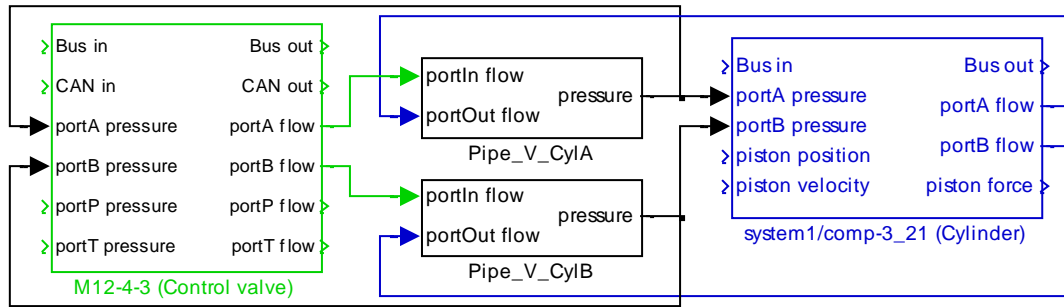 Bus in
Bus out
CAN in
CAN out
portA pressure
portA flow
portB pressure
portB flow
portP pressure
portP flow
portT pressure
portT flow
M12-4-3 (Control valve)
portIn flow
pressure
portOut flow
Pipe_V_CylA
portIn flow
pressure
portOut flow
Pipe_V_CylB
Bus in
Bus out
portA pressure
portA flow
portB pressure
portB flow
piston position
piston velocity
piston force
system1/comp-3_21 (Cylinder)